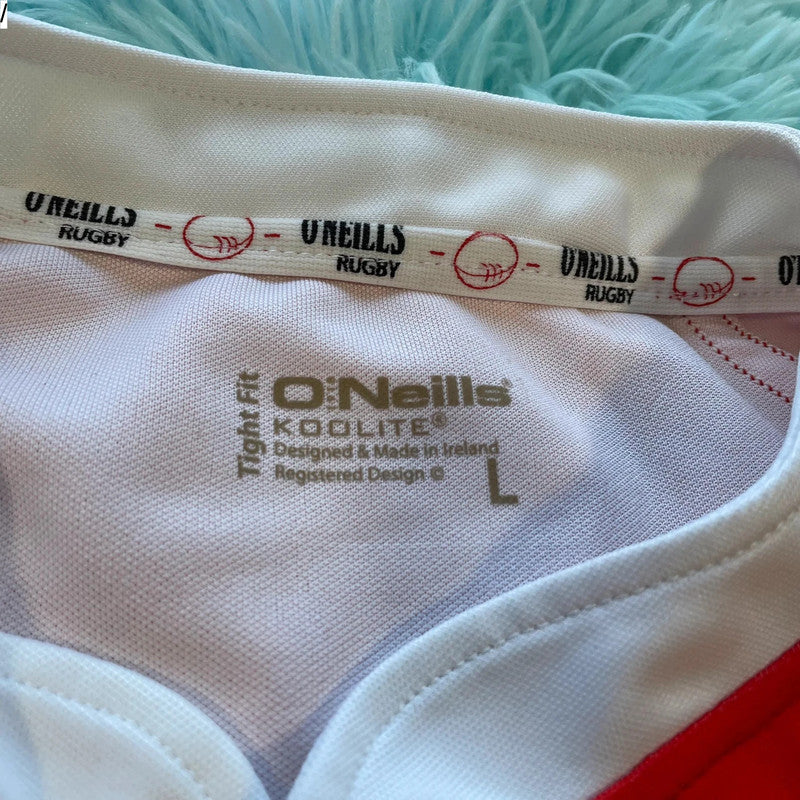 /
O'NEILLS
RUGBY
O'NEILLS
RUGBY
O'NEILLS
RUGBY
Tight Fit
O'Neills®
KOOLITE®
Designed & Made in Ireland
Registered Design ©
L